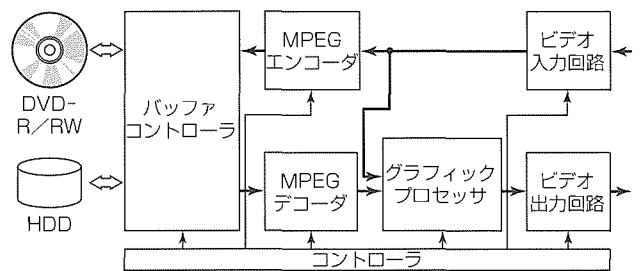 DVD-
R/RW
HDD
バッファ
コントローラ
MPEG
エンコーダ
MPEG
デコーダ
グラフィック
プロセッサ
ビデオ
入力回路
ビデオ
出力回路
コントローラ